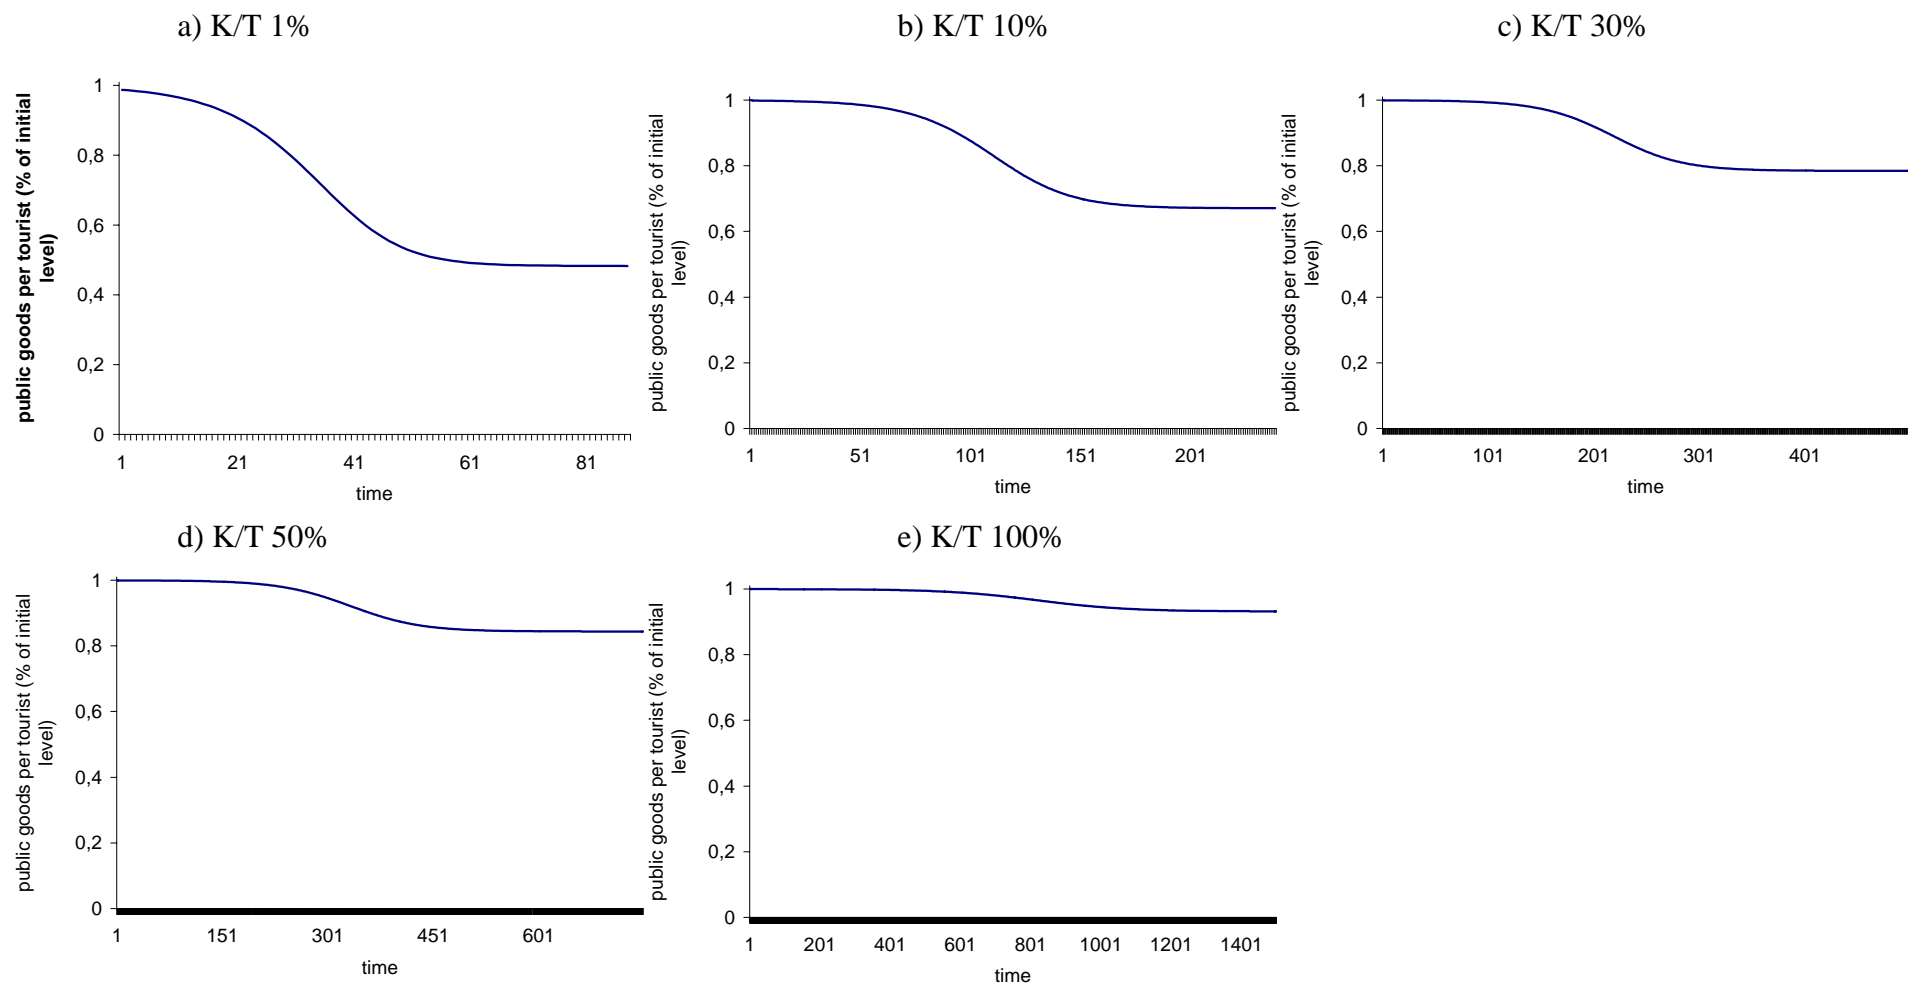 a) K/T 1%
public goods per tourist (% of initial
level)
1
0,8
0,6
0,4
0,2
0
1 21 41 61 81
time
b) K/T 10%
public goods per tourist (% of initial
level)
1
0,8
0,6
0,4
0,2
0
1 51 101 151 201
time
c) K/T 30%
public goods per tourist (% of initial
level)
1
0,8
0,6
0,4
0,2
0
1 101 201 301 401
time
d) K/T 50%
public goods per tourist (% of initial
level)
1
0,8
0,6
0,4
0,2
0
1 151 301 451 601
time
e) K/T 100%
public goods per tourist (% of initial
level)
1
0,8
0,6
0,4
0,2
0
1 201 401 601 801 1001 1201 1401
time